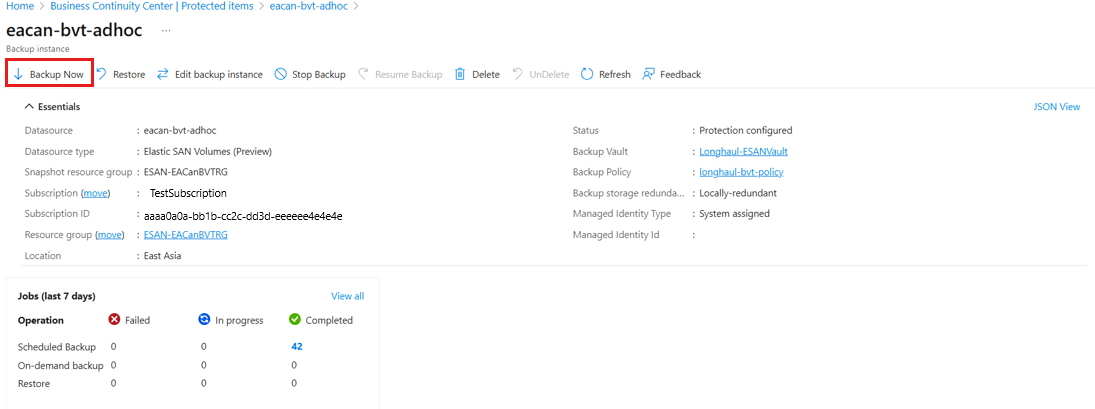 Home > Business Continuity Center | Protected items > eacan-bvt-adhoc >
eacan-bvt-adhoc ...
Backup instance
Backup Now Restore Edit backup instance Stop Backup Resume Backup Delete UnDelete Refresh Feedback
Essentials JSON View
Datasource : eacan-bvt-adhoc Status : Protection configured
Datasource type : Elastic SAN Volumes (Preview) Backup Vault : Longhaul-ESANVault
Snapshot resource group : ESAN-EACanBVTRG Backup Policy : longhaul-bvt-policy
Subscription (move) : TestSubscription Backup storage redunda... : Locally-redundant
Subscription ID : aaaa0a0a-bb1b-cc2c-dd3d-eeeeee4e4e4e Managed Identity Type : System assigned
Resource group (move) : ESAN-EACanBVTRG Managed Identity Id :
Location : East Asia
Jobs (last 7 days) View all
Operation Failed In progress Completed
Scheduled Backup 0 0 42
On-demand backup 0 0 0
Restore 0 0 0